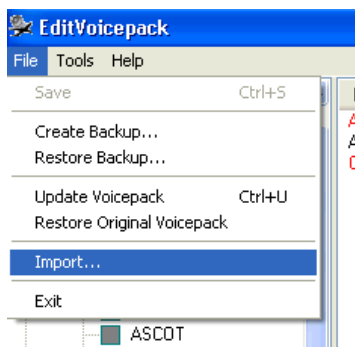 EditVoicepack
File Tools Help
Save Ctrl+S
Create Backup...
Restore Backup...
Update Voicepack Ctrl+U
Restore Original Voicepack
Import...
Exit
ASCOT